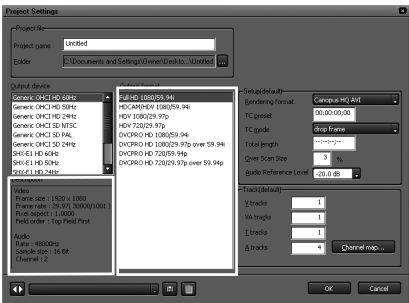 Project Settings
Project file
Project name
Untitled
Folder
C:\Documents and Settings\Owner\Deskto...\Untitled
...
Output device
Generic OHCI HD 60Hz
Generic OHCI HD 50Hz
Generic OHCI HD 24Hz
Generic OHCI SD NTSC
Generic OHCI SD PAL
Generic OHCI SD 24Hz
SHX-E1 HD 60Hz
SHX-E1 HD 50Hz
SHX-E1 HD 24Hz
Output format
Full HD 1080/59.94i
HDCAM/HDV 1080/59.94i
HDV 1080/29.97p
HDV 720/29.97p
DVCPRO HD 1080/59.94i
DVCPRO HD 1080/29.97p over 59.94i
DVCPRO HD 720/59.94p
DVCPRO HD 720/29.97p over 59.94p
Description
Video
Frame size : 1920 x 1080
Frame rate : 29.97( 30000/1001 )
Pixel aspect : 1.0000
Field order : Top Field First
Audio
Rate : 48000Hz
Sample size : 16 Bit
Channel : 2
Setup(default)
Rendering format
Canopus HQ AVI
TC preset
00:00:00;00
TC mode
drop frame
Total length
--:--:--;--
Over Scan Size
3 %
Audio Reference Level
-20.0 dB
Track(default)
V tracks
1
VA tracks
1
T tracks
1
A tracks
4
Channel map...
OK
Cancel